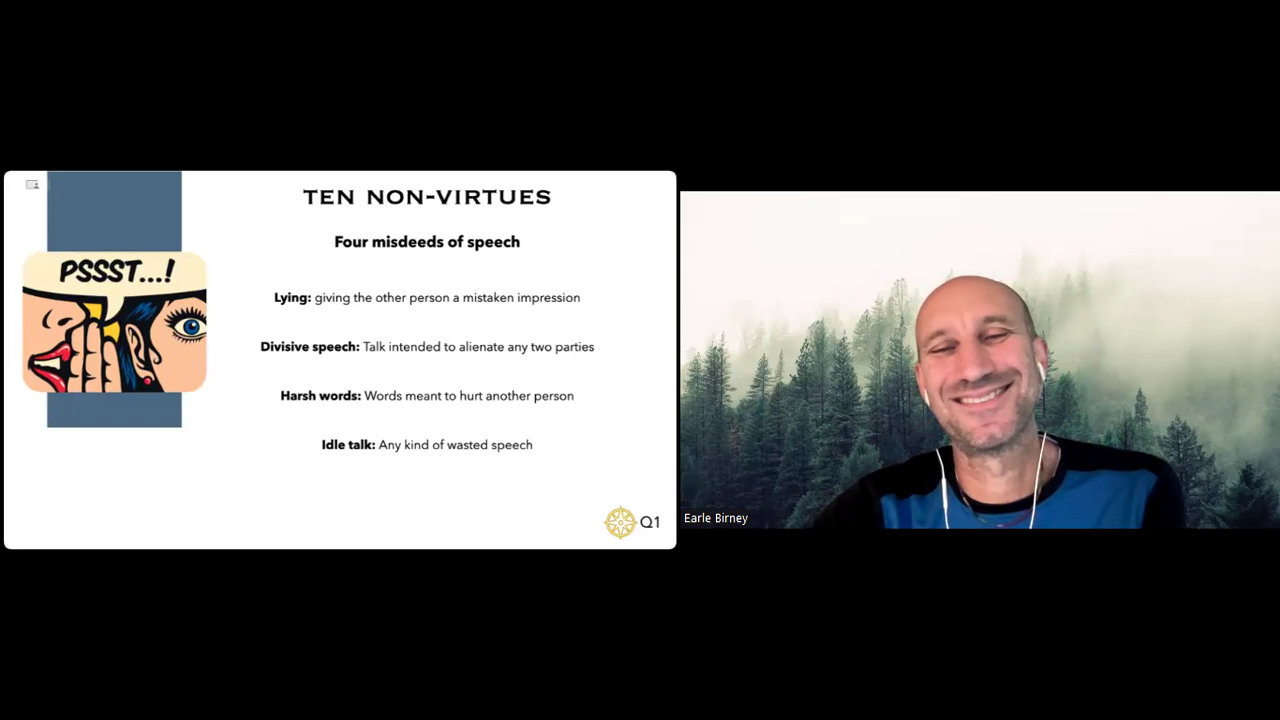 TEN NON-VIRTUES
Four misdeeds of speech
PSSST...!
Lying: giving the other person a mistaken impression
Divisive speech: Talk intended to alienate any two parties
Harsh words: Words meant to hurt another person
Idle talk: Any kind of wasted speech
Q1
Earle Birney